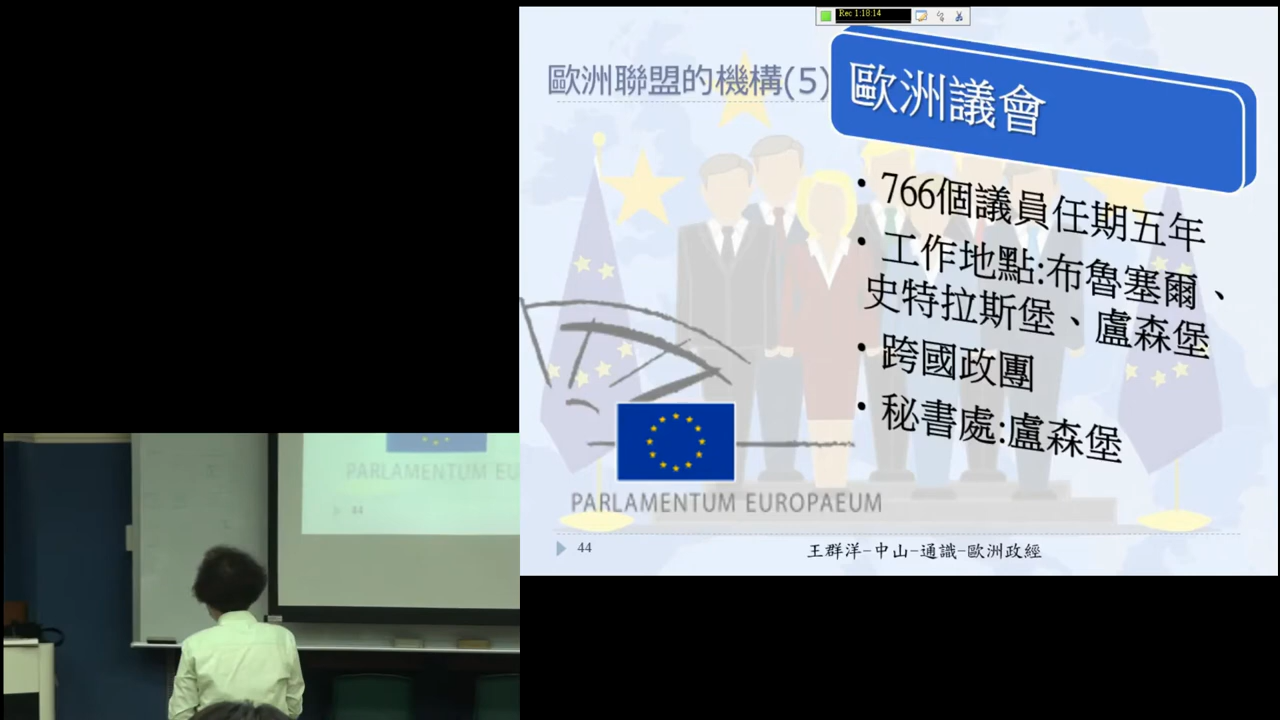 Rec 1:18:14
歐洲聯盟的機構(5)
歐洲議會
• 766個議員任期五年
• 工作地點:布魯塞爾、
史特拉斯堡、盧森堡
• 跨國政團
• 秘書處:盧森堡
PARLAMENTUM EUROPAEUM
44
王群洋-中山-通識-歐洲政經
PARLAMENTUM EU
44